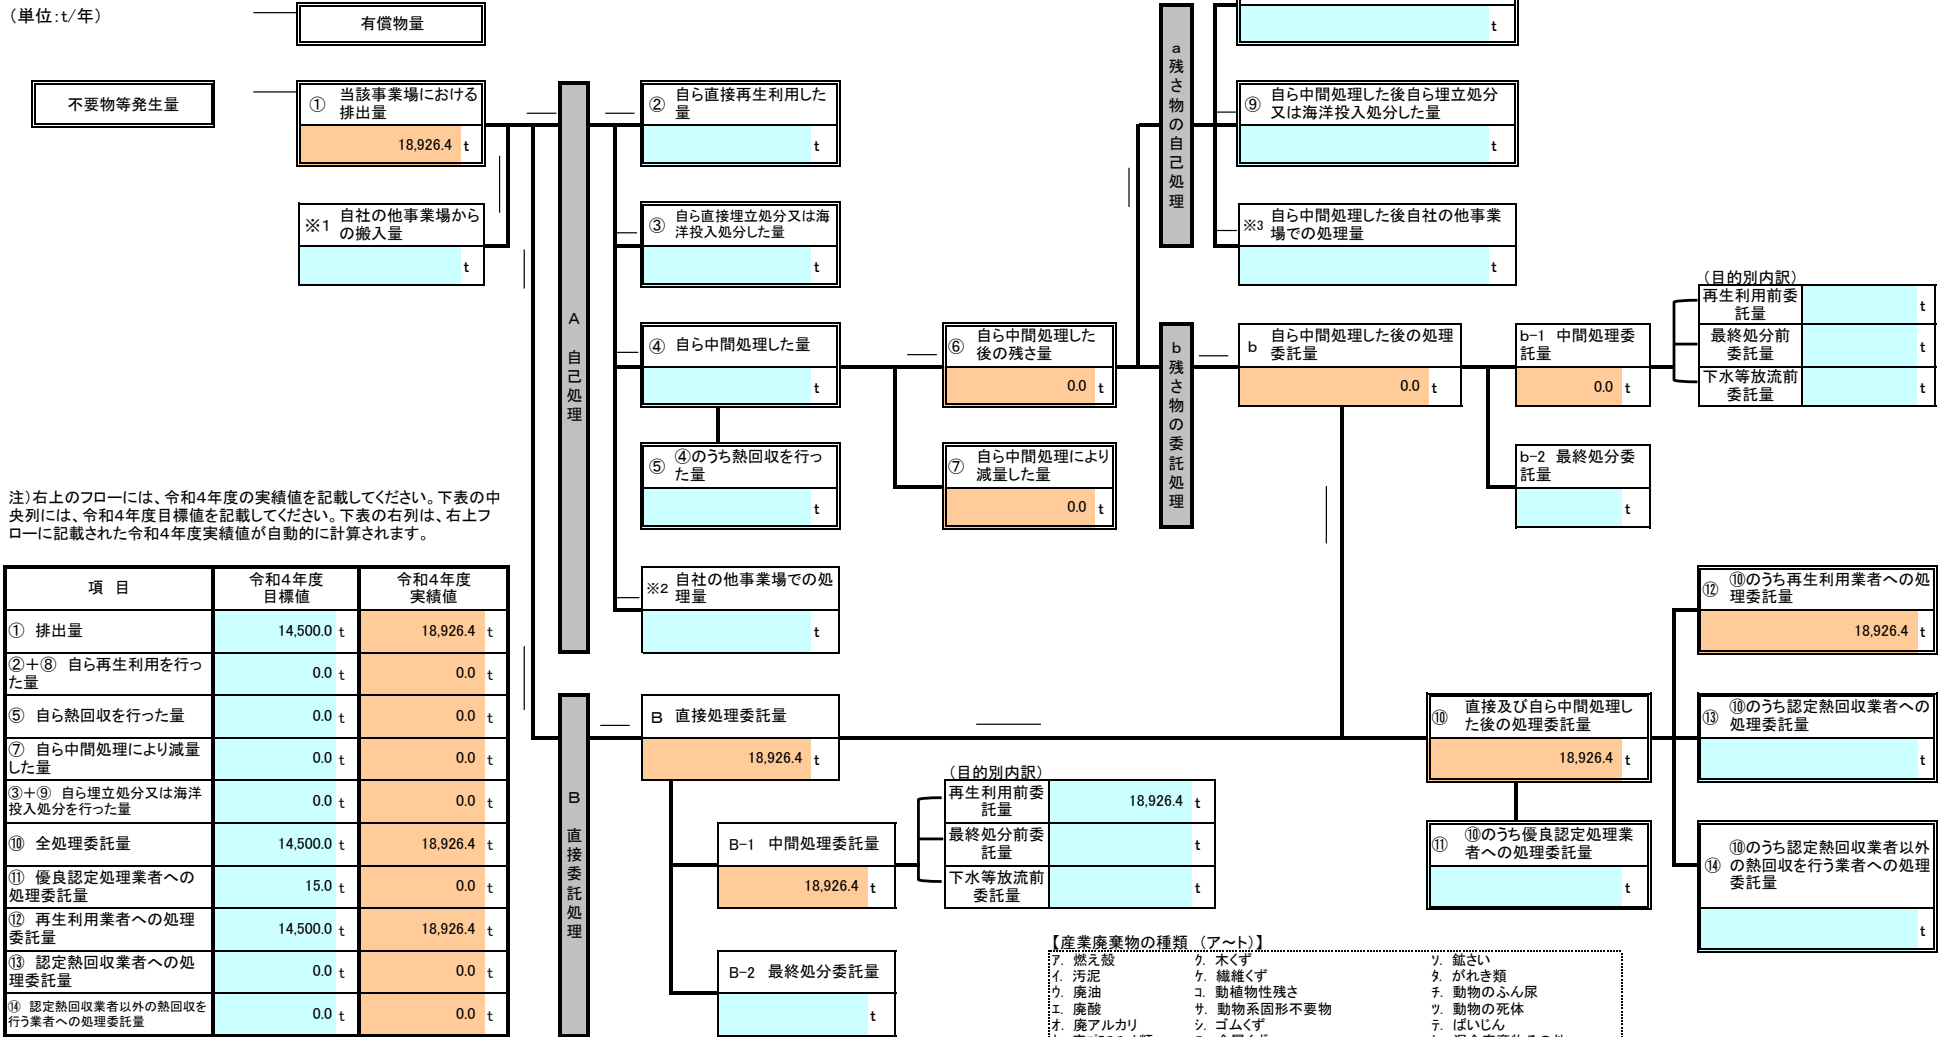 (単位:t/年)
有償物量
不要物等発生量
① 当該事業場における
排出量
18,926.4 t
※1 自社の他事業場から
の搬入量
t
A 自己処理
② 自ら直接再生利用した
量
t
③ 自ら直接埋立処分又は海
洋投入処分した量
t
④ 自ら中間処理した量
t
⑤ ④のうち熱回収を行っ
た量
t
※2 自社の他事業場での処
理量
t
⑥ 自ら中間処理した
後の残さ量
0.0 t
⑦ 自ら中間処理により
減量した量
0.0 t
a残さ物の自己処理
t
⑨ 自ら中間処理した後自ら埋立処分
又は海洋投入処分した量
t
※3 自ら中間処理した後自社の他事業
場での処理量
t
b残さ物の委託処理
b 自ら中間処理した後の処理
委託量
0.0 t
b-1 中間処理委
託量
0.0 t
b-2 最終処分委
託量
t
(目的別内訳)
再生利用前委
託量
t
最終処分前
委託量
t
下水等放流前
委託量
t
注)右上のフローには、令和4年度の実績値を記載してください。下表の中
央列には、令和4年度目標値を記載してください。下表の右列は、右上フ
ローに記載された令和4年度実績値が自動的に計算されます。
項 目 令和4年度
目標値 令和4年度
実績値
① 排出量 14,500.0 t 18,926.4 t
②+⑧ 自ら再生利用を行っ
た量 0.0 t 0.0 t
⑤ 自ら熱回収を行った量 0.0 t 0.0 t
⑦ 自ら中間処理により減量
した量 0.0 t 0.0 t
③+⑨ 自ら埋立処分又は海洋
投入処分を行った量 0.0 t 0.0 t
⑩ 全処理委託量 14,500.0 t 18,926.4 t
⑪ 優良認定処理業者への
処理委託量 15.0 t 0.0 t
⑫ 再生利用業者への処理
委託量 14,500.0 t 18,926.4 t
⑬ 認定熱回収業者への処
理委託量 0.0 t 0.0 t
⑭ 認定熱回収業者以外の熱回収を
行う業者への処理委託量 0.0 t 0.0 t
B 直接委託処理
B 直接処理委託量
18,926.4 t
B-1 中間処理委託量
18,926.4 t
B-2 最終処分委託量
t
(目的別内訳)
再生利用前委
託量
18,926.4 t
最終処分前委
託量
t
下水等放流前
委託量
t
⑩ 直接及び自ら中間処理し
た後の処理委託量
18,926.4 t
⑪ ⑩のうち優良認定処理業
者への処理委託量
t
⑫ ⑩のうち再生利用業者への処
理委託量
18,926.4 t
⑬ ⑩のうち認定熱回収業者への
処理委託量
t
⑭ ⑩のうち認定熱回収業者以外
の熱回収を行う業者への処理
委託量
t
【産業廃棄物の種類 (ア~ト)】
ア. 燃え殻 ク. 木くず ソ. 鉱さい
イ. 汚泥 ケ. 繊維くず タ. がれき類
ウ. 廃油 コ. 動植物性残さ チ. 動物のふん尿
エ. 廃酸 サ. 動物系固形不要物 ツ. 動物の死体
オ. 廃アルカリ シ. ゴムくず テ. ばいじん